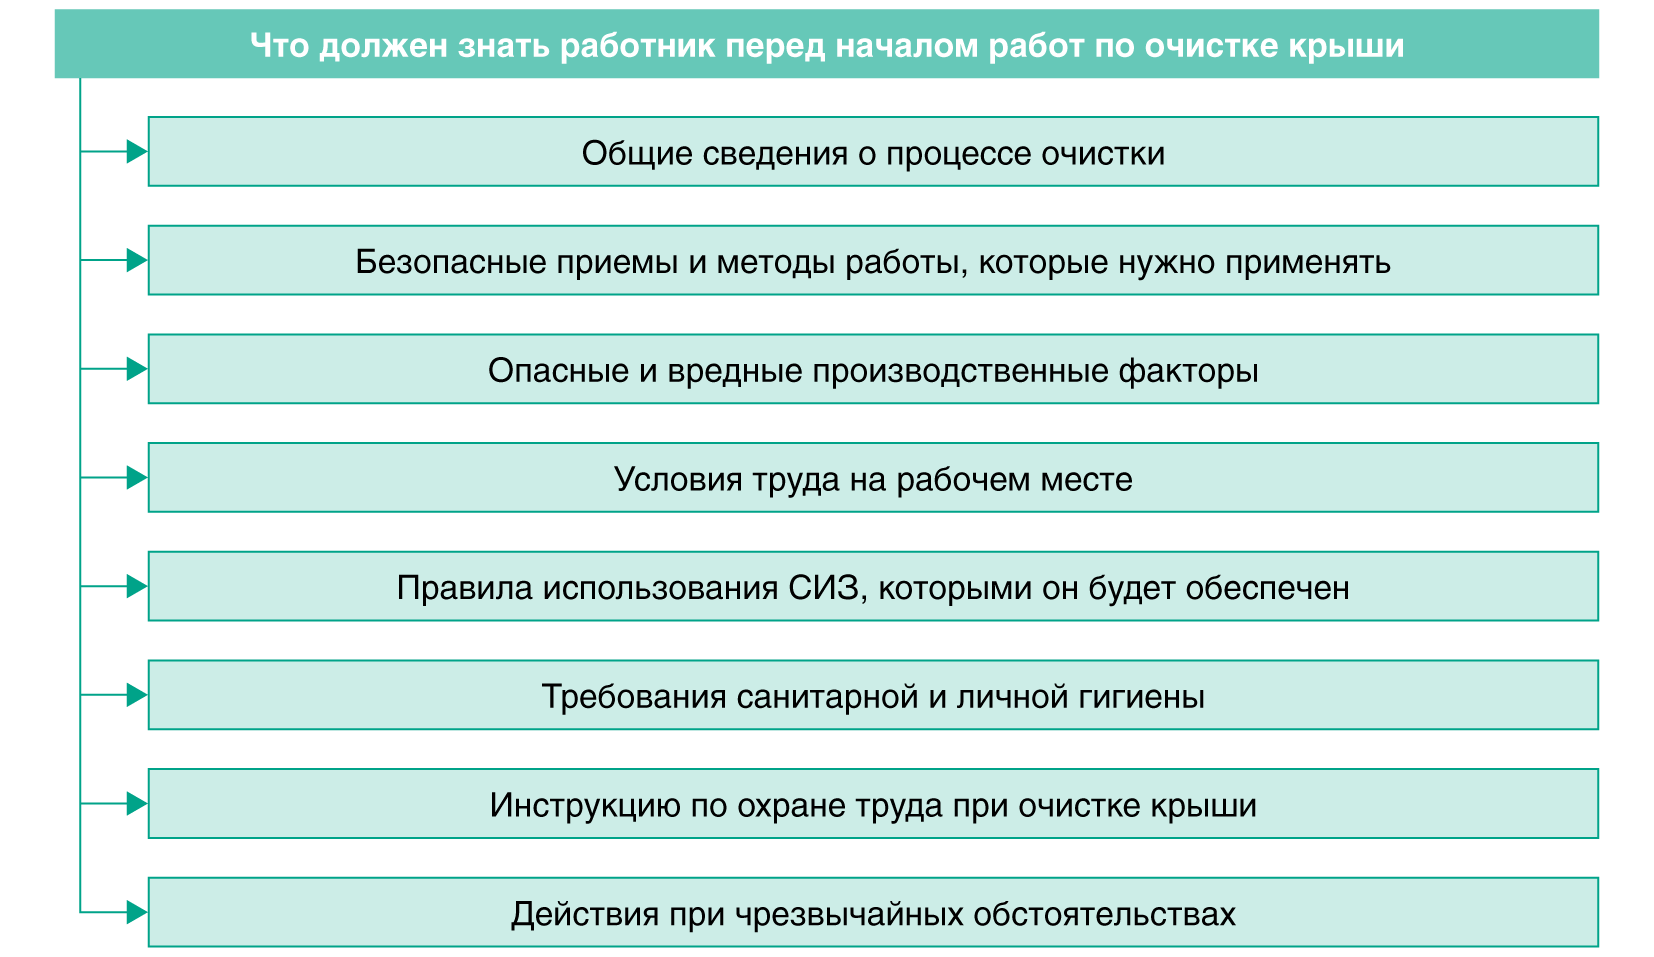 Что должен знать работник перед началом работ по очистке крыши
Общие сведения о процессе очистки
Безопасные приемы и методы работы, которые нужно применять
Опасные и вредные производственные факторы
Условия труда на рабочем месте
Правила использования СИЗ, которыми он будет обеспечен
Требования санитарной и личной гигиены
Инструкцию по охране труда при очистке крыши
Действия при чрезвычайных обстоятельствах